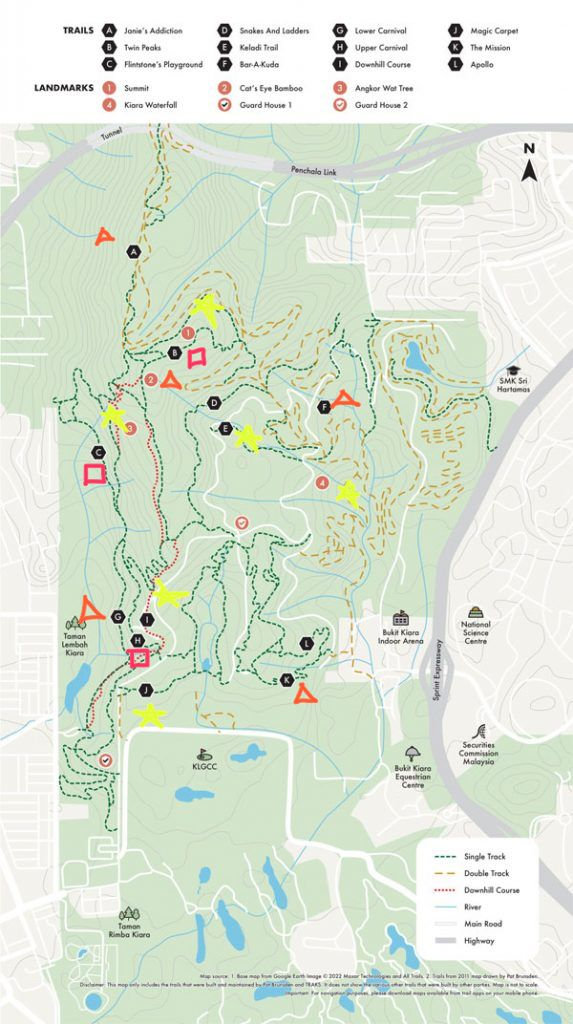 TRAILS
A Janie's Addiction
B Twin Peaks
C Flintstone's Playground
D Snakes And Ladders
E Keladi Trail
F Bar-A-Kuda
G Lower Carnival
H Upper Carnival
I Downhill Course
J Magic Carpet
K The Mission
L Apollo
LANDMARKS
1 Summit
4 Kiara Waterfall
2 Cat's Eye Bamboo
Guard House 1
3 Angkor Wat Tree
Guard House 2
Tunnel
Penchala Link
N
A
1
B
2
SMK Sri
Hartamas
D
F
3
E
C
4
G
I
Taman
Lembah
Kiara
H
L
Bukit Kiara
Indoor Arena
National
Science
Centre
Sprint Expressway
K
J
KLGCC
Bukit Kiara
Equestrian
Centre
Securities
Commission
Malaysia
Single Track
Double Track
Downhill Course
River
Main Road
Highway
Taman
Rimba Kiara
Map source: 1. Base map from Google Earth Image © 2022 Maxar Technologies and All Trails. 2. Trails from 2011 map drawn by Pat Brunsdon.
Disclaimer: This map only includes the trails that were built and maintained by Pat Brunsdon and TRAKS. It does not show the various other trails that were built by other parties. Map is not to scale.
Important: For navigation purposes, please download maps available from trail apps on your mobile phone.